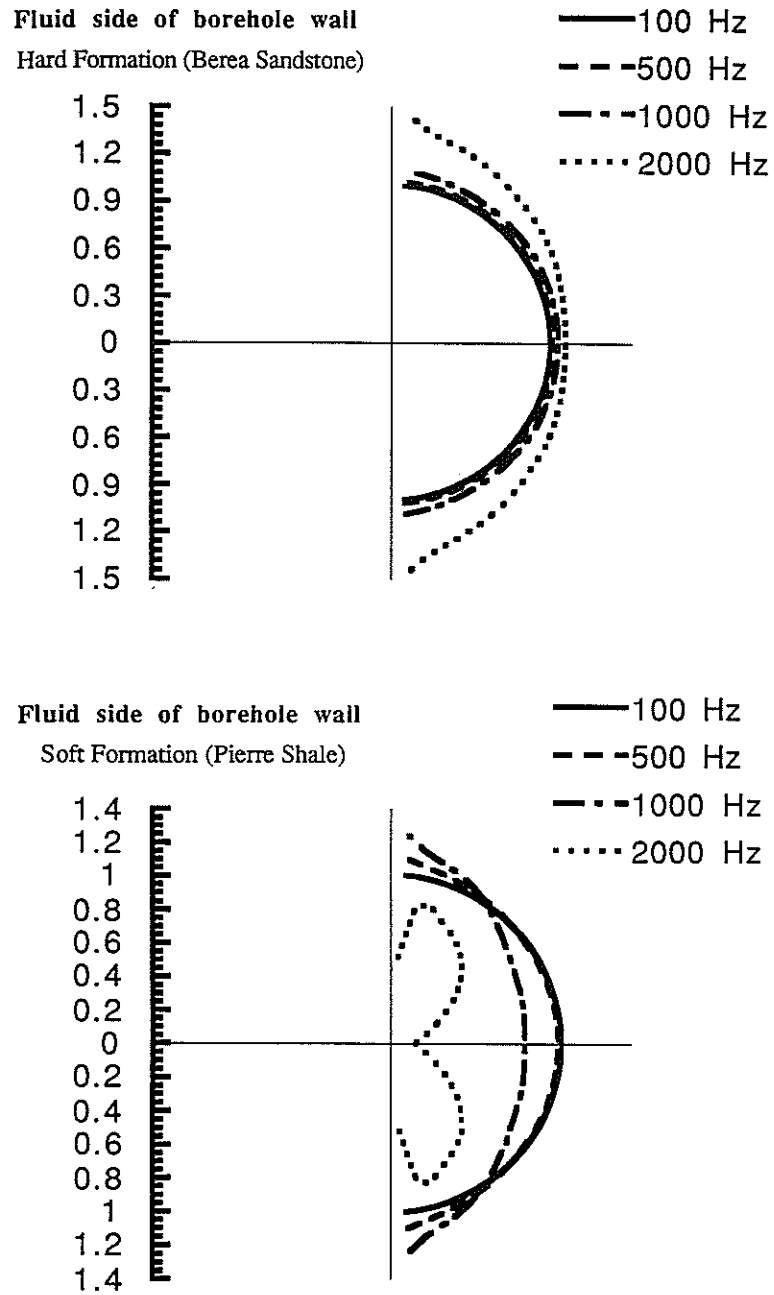 Fluid side of borehole wall
Hard Formation (Berea Sandstone)
100 Hz
500 Hz
1000 Hz
2000 Hz
1.5
1.2
0.9
0.6
0.3
0
0.3
0.6
0.9
1.2
1.5
Fluid side of borehole wall
Soft Formation (Pierre Shale)
100 Hz
500 Hz
1000 Hz
2000 Hz
1.4
1.2
1
0.8
0.6
0.4
0.2
0
0.2
0.4
0.6
0.8
1
1.2
1.4